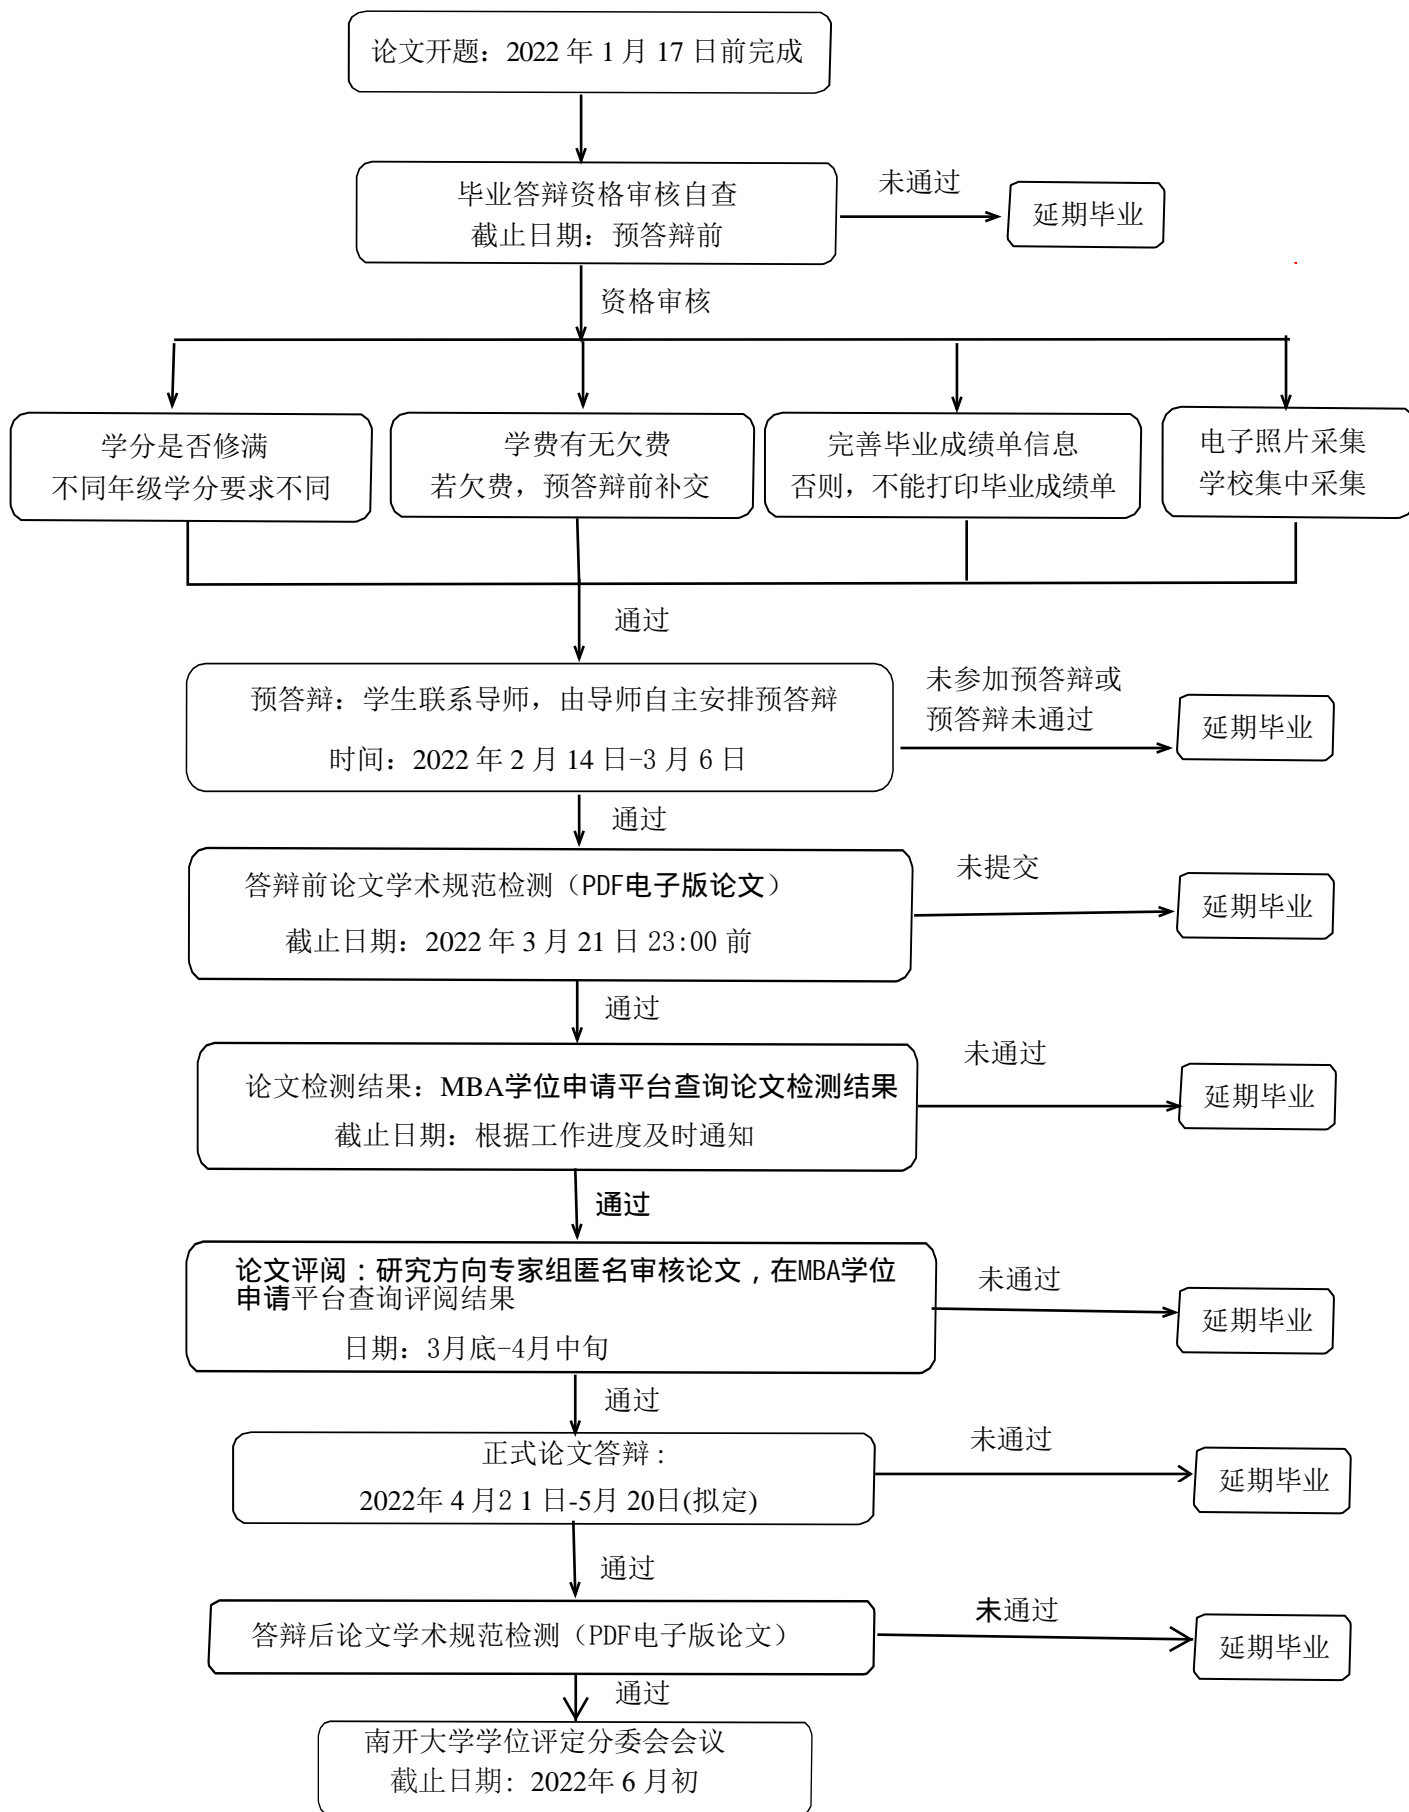 论文开题：2022 年 1 月 17 日前完成
毕业答辩资格审核自查
截止日期：预答辩前
未通过
延期毕业
资格审核
学分是否修满
不同年级学分要求不同
学费有无欠费
若欠费，预答辩前补交
完善毕业成绩单信息
否则，不能打印毕业成绩单
电子照片采集
学校集中采集
通过
预答辩：学生联系导师，由导师自主安排预答辩
时间：2022 年 2 月 14 日-3 月 6 日
未参加预答辩或
预答辩未通过
延期毕业
通过
答辩前论文学术规范检测（PDF电子版论文）
截止日期：2022 年 3 月 21 日 23:00 前
未提交
延期毕业
通过
论文检测结果：MBA学位申请平台查询论文检测结果
截止日期：根据工作进度及时通知
未通过
延期毕业
通过
论文评阅：研究方向专家组匿名审核论文，在MBA学位
申请平台查询评阅结果
日期：3月底-4月中旬
未通过
延期毕业
通过
正式论文答辩：
2022年 4 月2 1 日-5月 20日(拟定)
未通过
延期毕业
通过
答辩后论文学术规范检测（PDF电子版论文）
未通过
延期毕业
通过
南开大学学位评定分委会会议
截止日期：2022年 6 月初